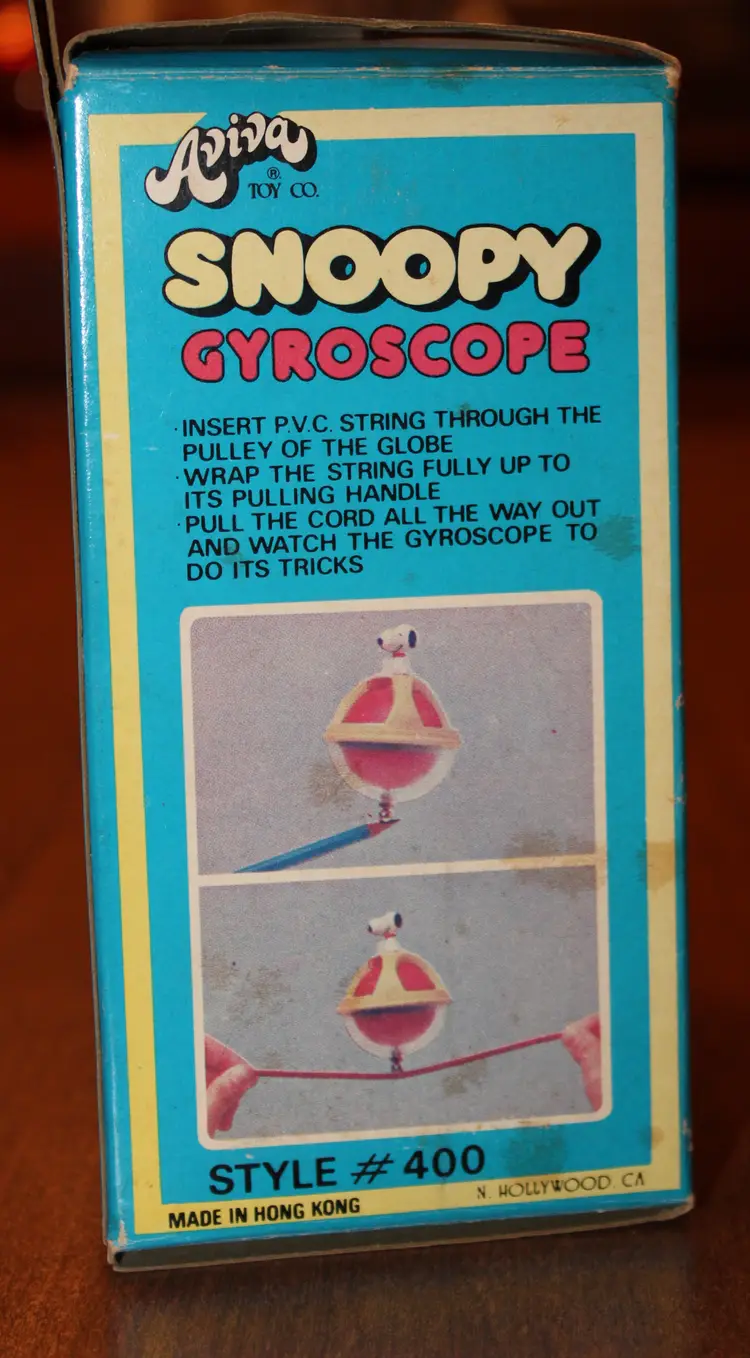 Aviva
®
TOY CO.
SNOOPY
GYROSCOPE
·INSERT P.V.C. STRING THROUGH THE
PULLEY OF THE GLOBE
·WRAP THE STRING FULLY UP TO
ITS PULLING HANDLE
·PULL THE CORD ALL THE WAY OUT
AND WATCH THE GYROSCOPE TO
DO ITS TRICKS
STYLE # 400
N. HOLLYWOOD, CA
MADE IN HONG KONG